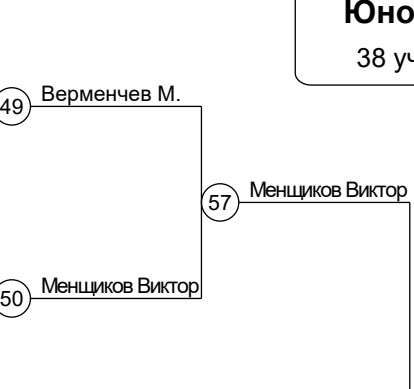 Юно
38 уч
49 Верменчев М.
57 Менщиков Виктор
50 Менщиков Виктор